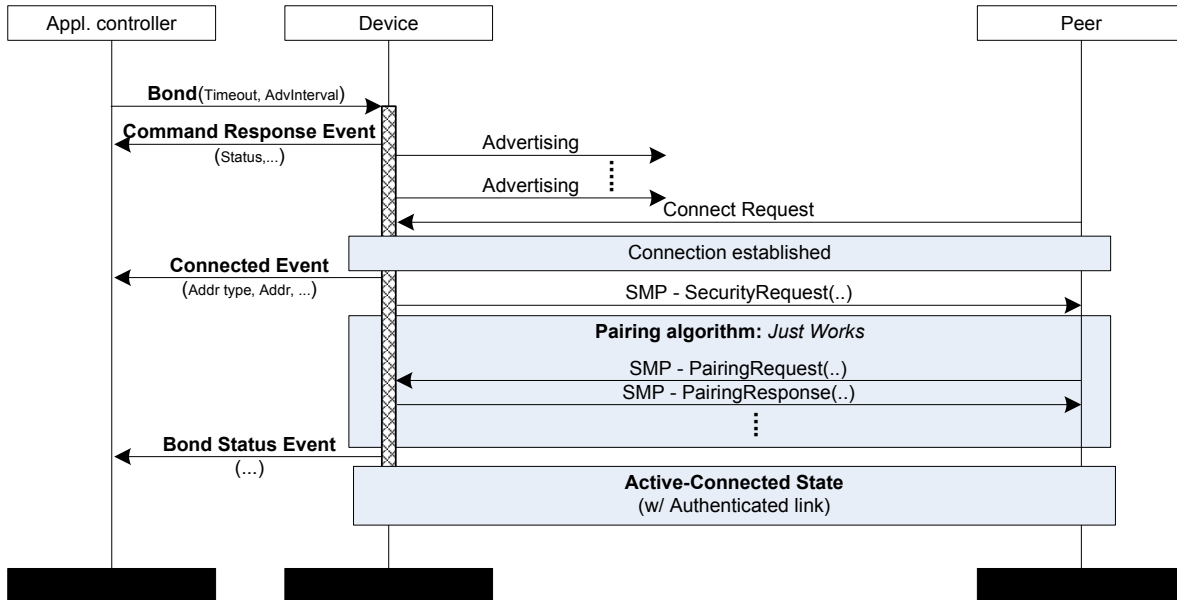 Appl. controller
Device
Peer
Bond(Timeout, AdvInterval)
Command Response Event
(Status,...)
Advertising
Advertising
Connect Request
Connection established
Connected Event
(Addr type, Addr, ...)
SMP - SecurityRequest(..)
Pairing algorithm: Just Works
SMP - PairingRequest(..)
SMP - PairingResponse(..)
Bond Status Event
(...)
Active-Connected State
(w/ Authenticated link)